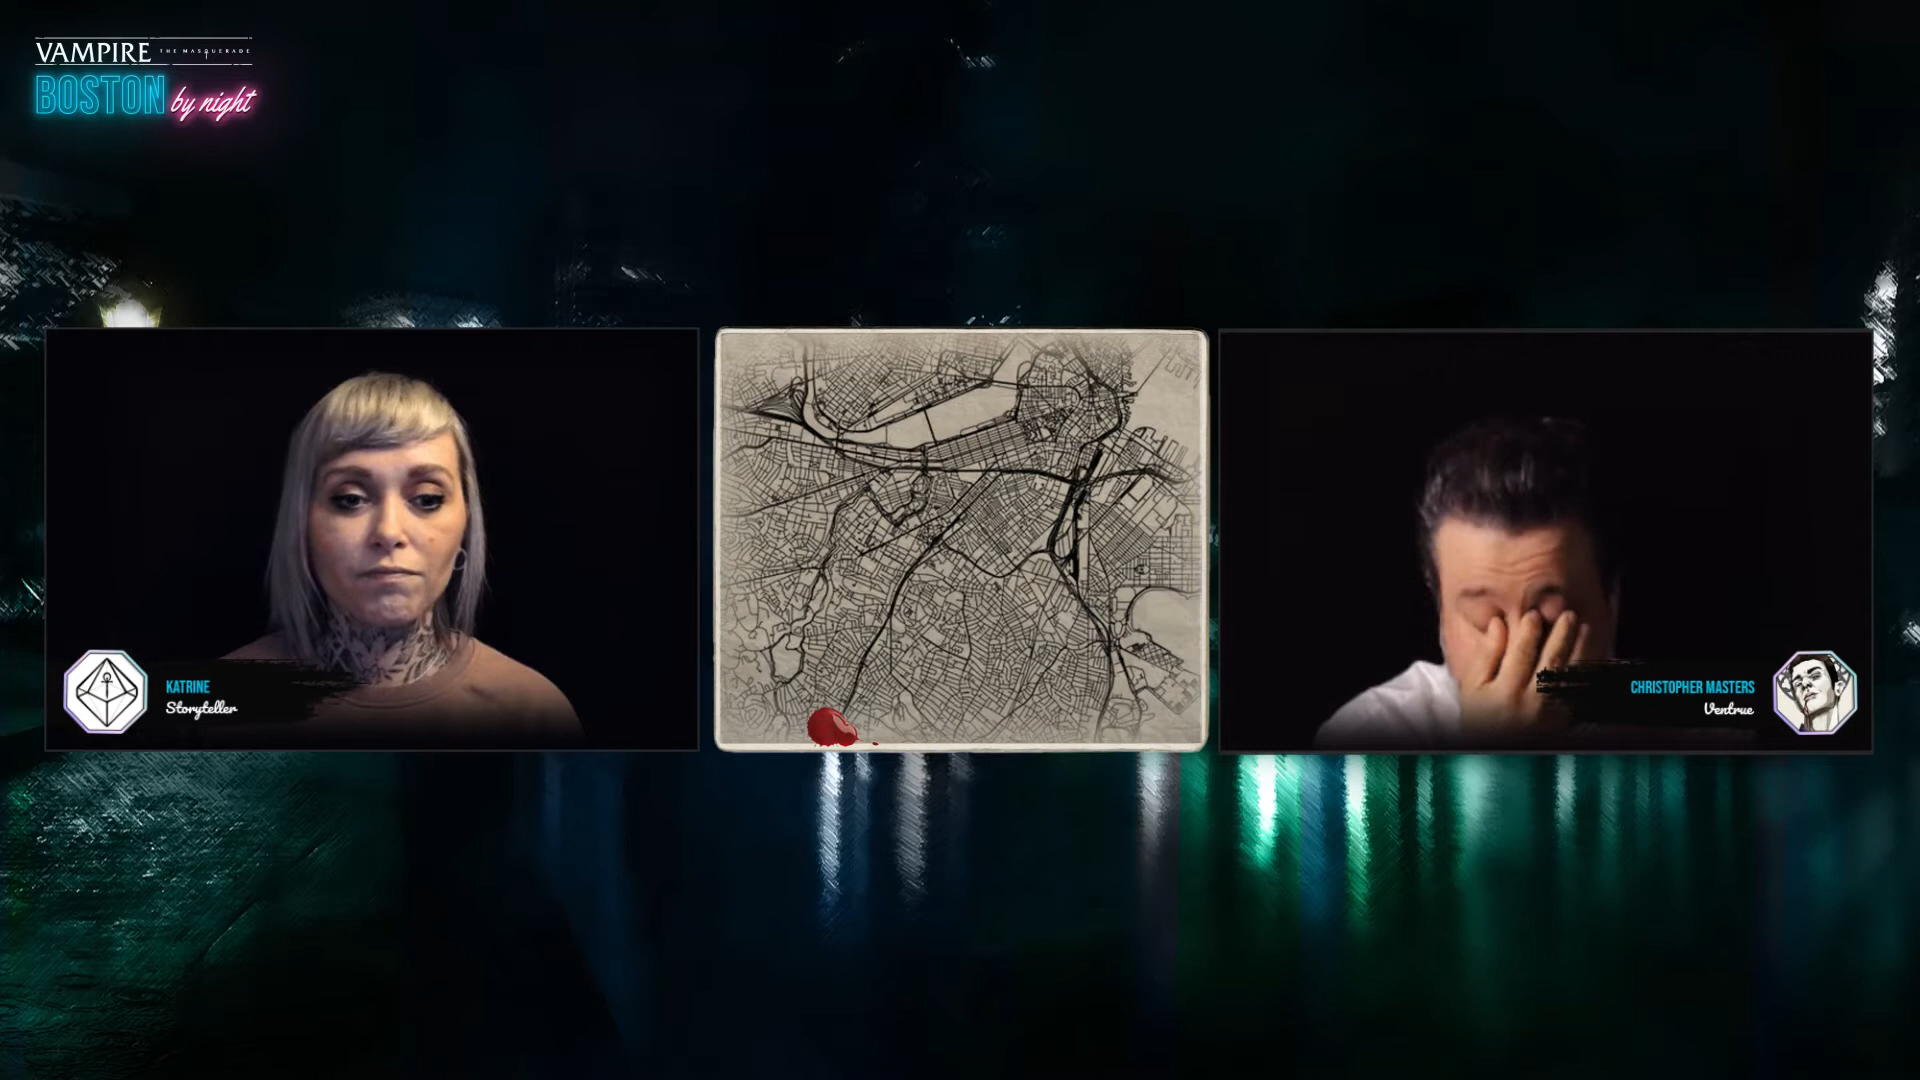 VAMPIRE THE MASQUERADE
BOSTON by night
KATRINE
Storyteller
CHRISTOPHER MASTERS
Ventrue